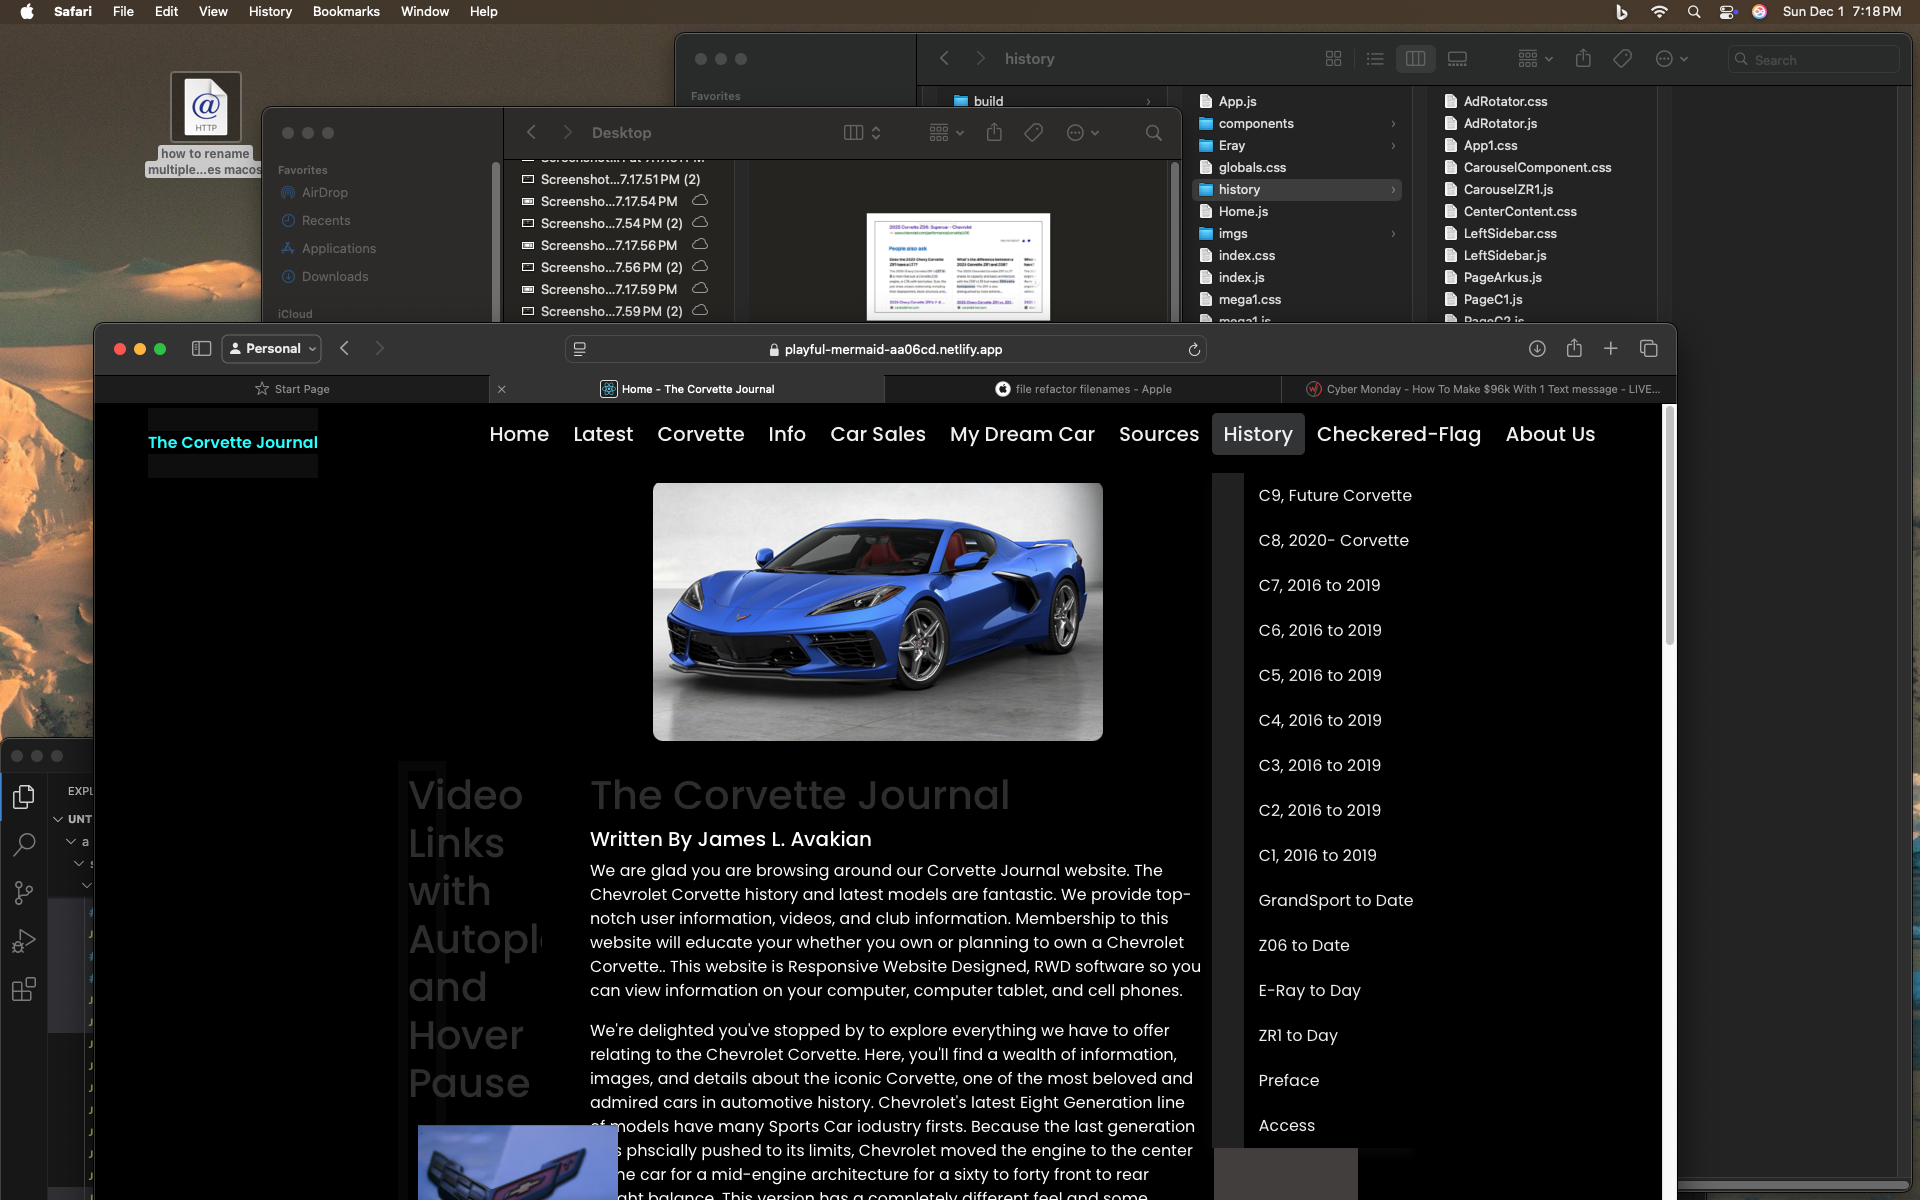 Safari File Edit View History Bookmarks Window Help
Sun Dec 1 7:18 PM
HTTP
how to rename
multiple...es macos
Favorites
history
Search
build
App.js
components
Eray
globals.css
history
Home.js
imgs
index.css
index.js
mega1.css
mega1.js
AdRotator.css
AdRotator.js
App1.css
CarouselComponent.css
CarouselZR1.js
CenterContent.css
LeftSidebar.css
LeftSidebar.js
PageArkus.js
PageC1.js
PageC2.js
Desktop
Favorites
AirDrop
Recents
Applications
Downloads
iCloud
Screenshot...7.17.51 PM (2)
Screensho...7.17.54 PM
Screensho...7.54 PM (2)
Screensho...7.17.56 PM
Screensho...7.56 PM (2)
Screensho...7.17.59 PM
Screensho...7.59 PM (2)
People also ask
Personal
playful-mermaid-aa06cd.netlify.app
Start Page
Home - The Corvette Journal
file refactor filenames - Apple
Cyber Monday - How To Make $96k With 1 Text message - LIVE...
The Corvette Journal
Home Latest Corvette Info Car Sales My Dream Car Sources History Checkered-Flag About Us
C9, Future Corvette
C8, 2020- Corvette
C7, 2016 to 2019
C6, 2016 to 2019
C5, 2016 to 2019
C4, 2016 to 2019
C3, 2016 to 2019
C2, 2016 to 2019
C1, 2016 to 2019
GrandSport to Date
Z06 to Date
E-Ray to Day
ZR1 to Day
Preface
Access
Video
Links
with
Autopl
and
Hover
Pause
The Corvette Journal
Written By James L. Avakian
We are glad you are browsing around our Corvette Journal website. The
Chevrolet Corvette history and latest models are fantastic. We provide top-
notch user information, videos, and club information. Membership to this
website will educate your whether you own or planning to own a Chevrolet
Corvette.. This website is Responsive Website Designed, RWD software so you
can view information on your computer, computer tablet, and cell phones.
We're delighted you've stopped by to explore everything we have to offer
relating to the Chevrolet Corvette. Here, you'll find a wealth of information,
images, and details about the iconic Corvette, one of the most beloved and
admired cars in automotive history. Chevrolet's latest Eight Generation line
of models have many Sports Car iodustry firsts. Because the last generation
phscially pushed to its limits, Chevrolet moved the engine to the center
car for a mid-engine architecture for a sixty to forty front to rear
balance. This version has a completely different feel and some
EXPL
UNT
a